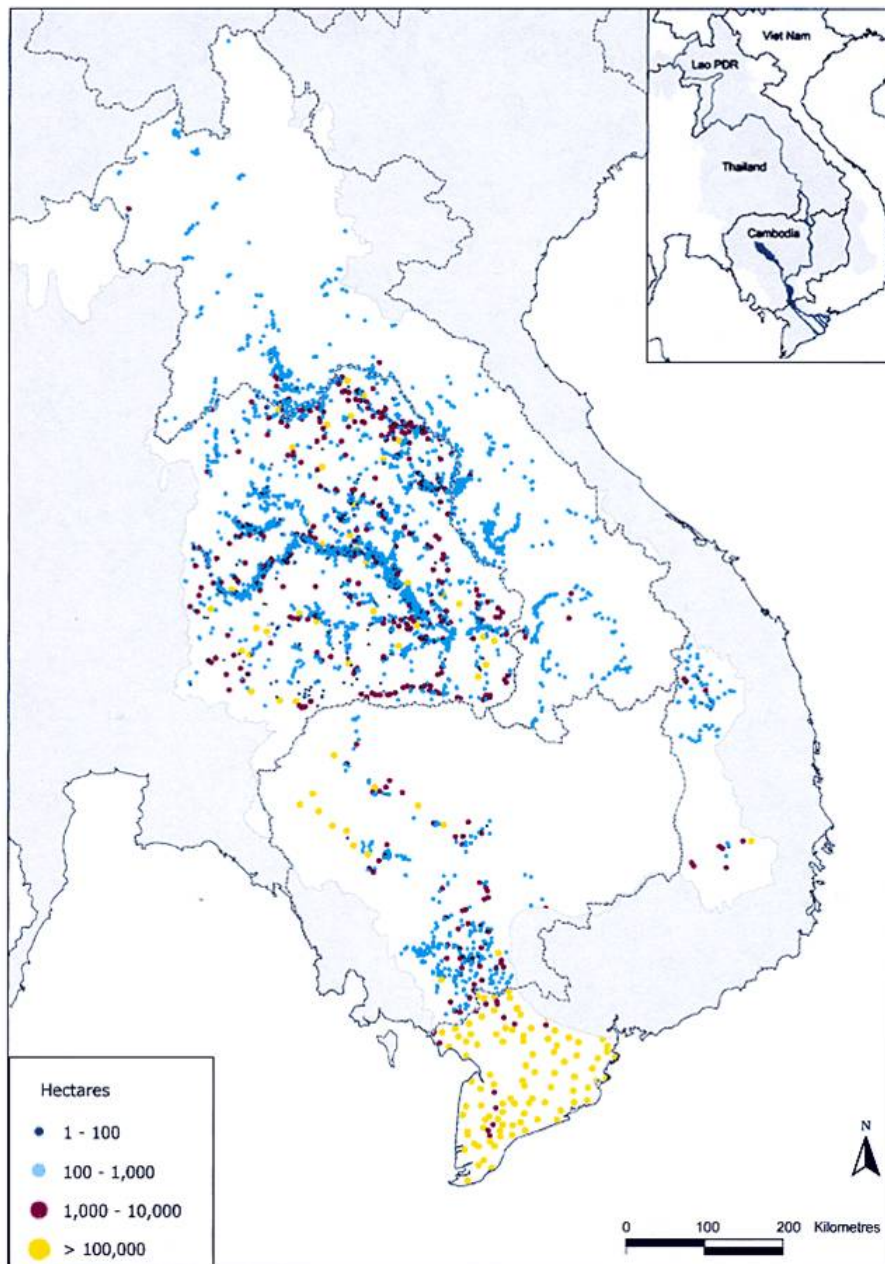 Viet Nam
Lao PDR
Thailand
Cambodia
Hectares
1 - 100
100 - 1,000
1,000 - 10,000
> 100,000
N
0 100 200 Kilometres